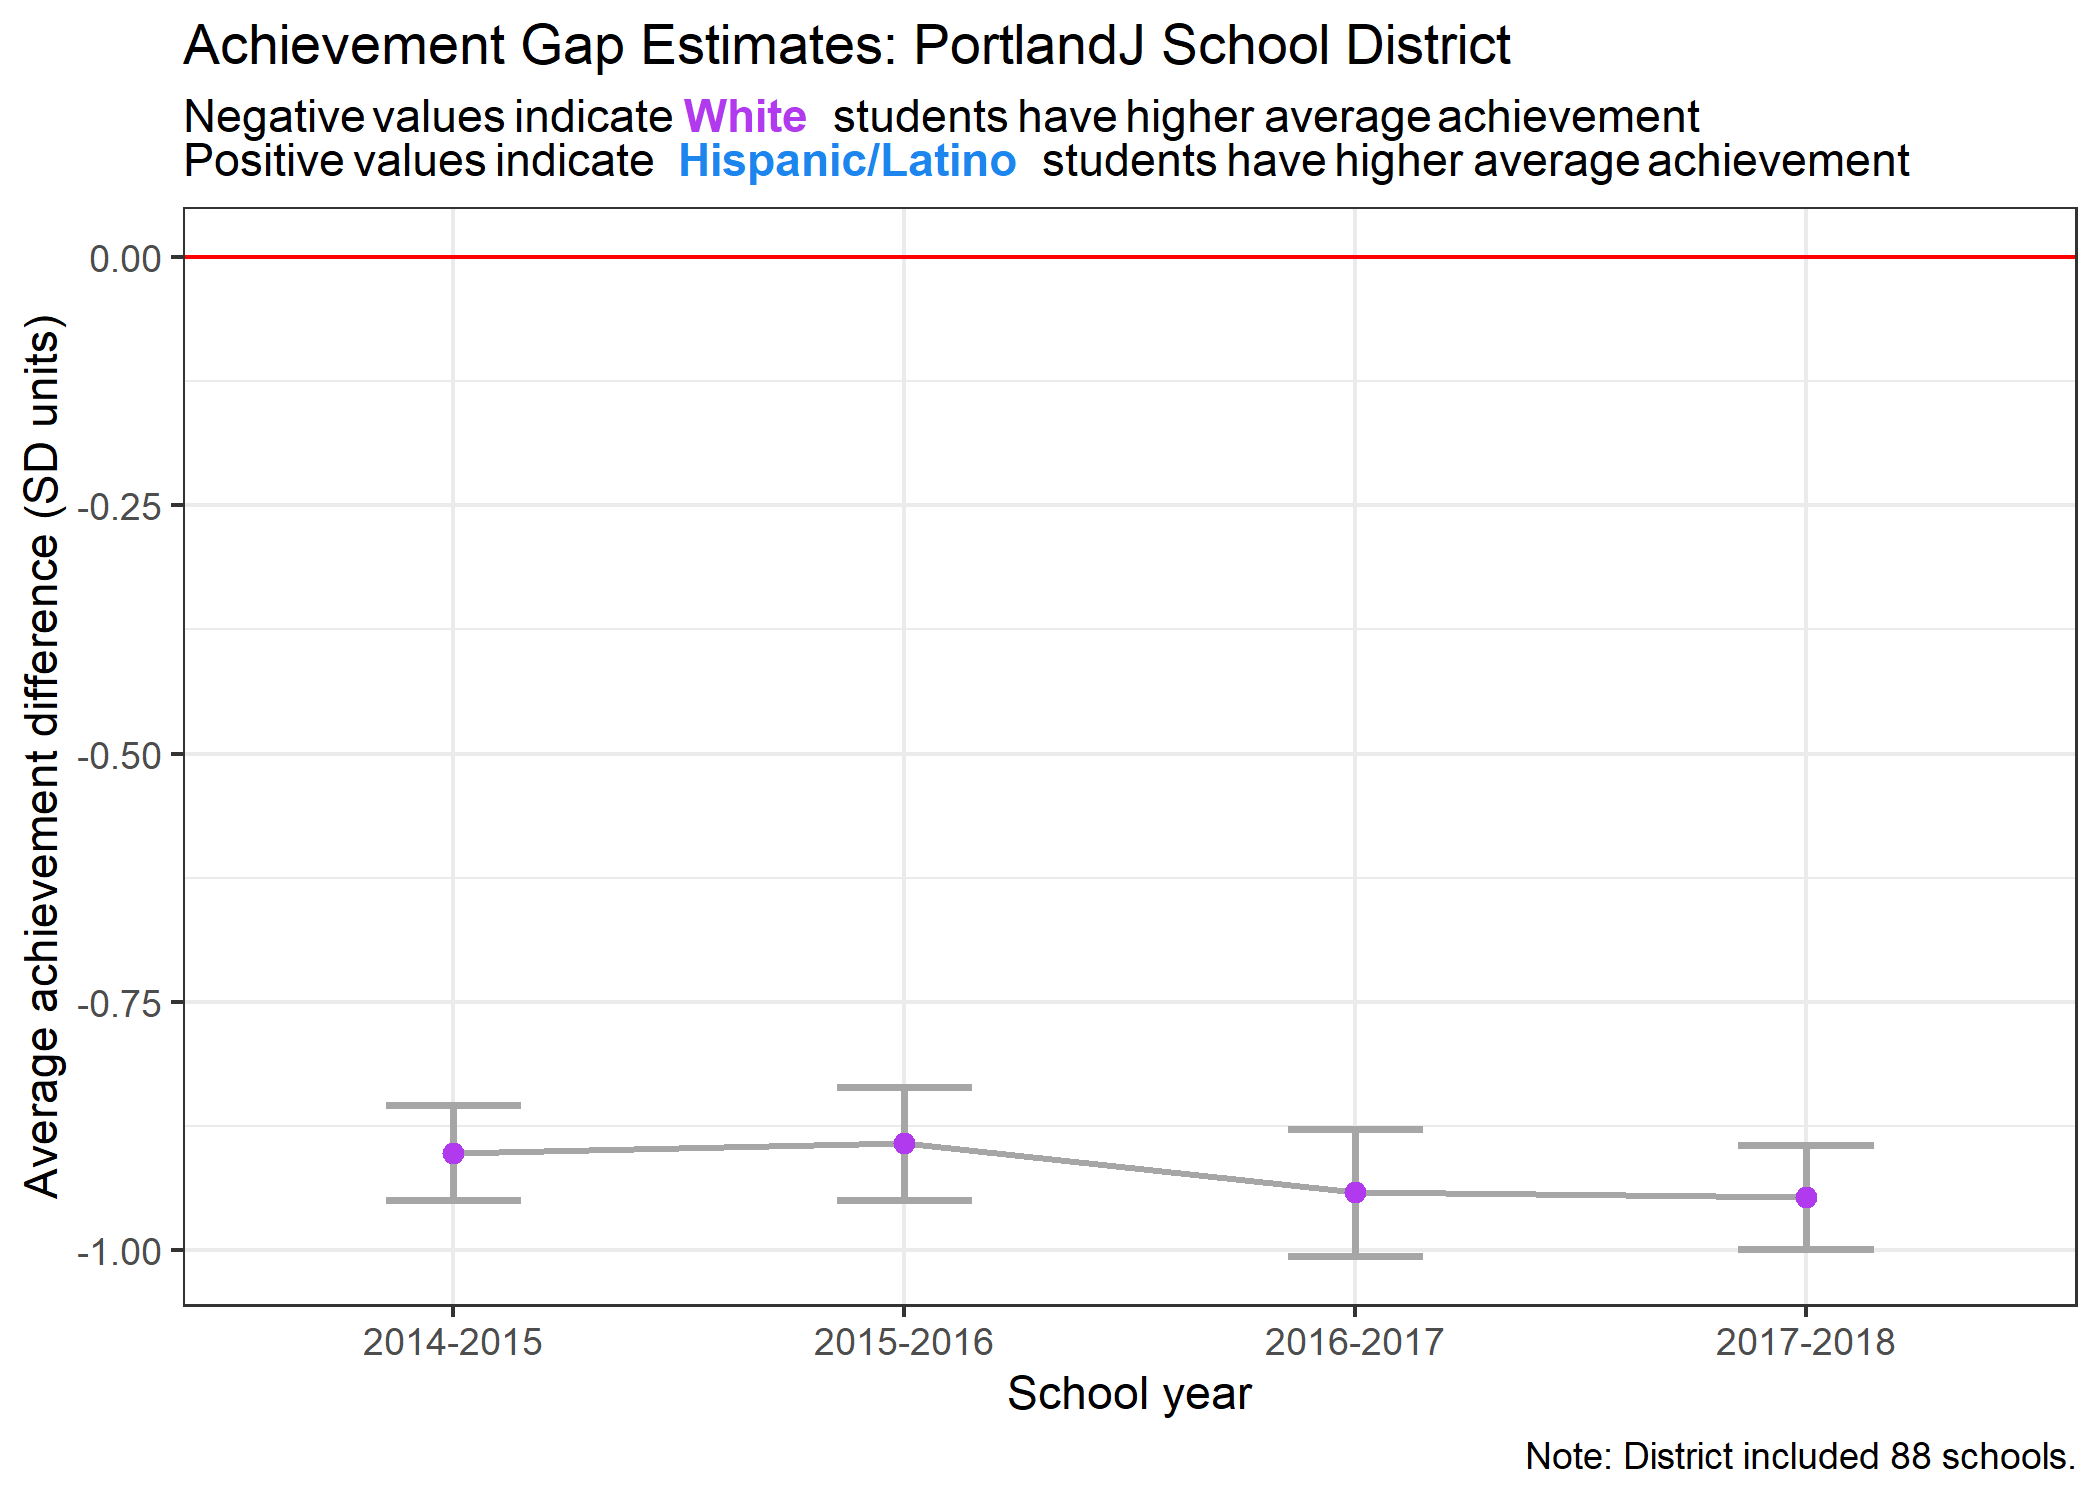 Achievement Gap Estimates: PortlandJ School District
Negative values indicate White students have higher average achievement
Positive values indicate Hispanic/Latino students have higher average achievement
Average achievement difference (SD units)
0.00
-0.25
-0.50
-0.75
-1.00
2014-2015 2015-2016 2016-2017 2017-2018
School year
Note: District included 88 schools.